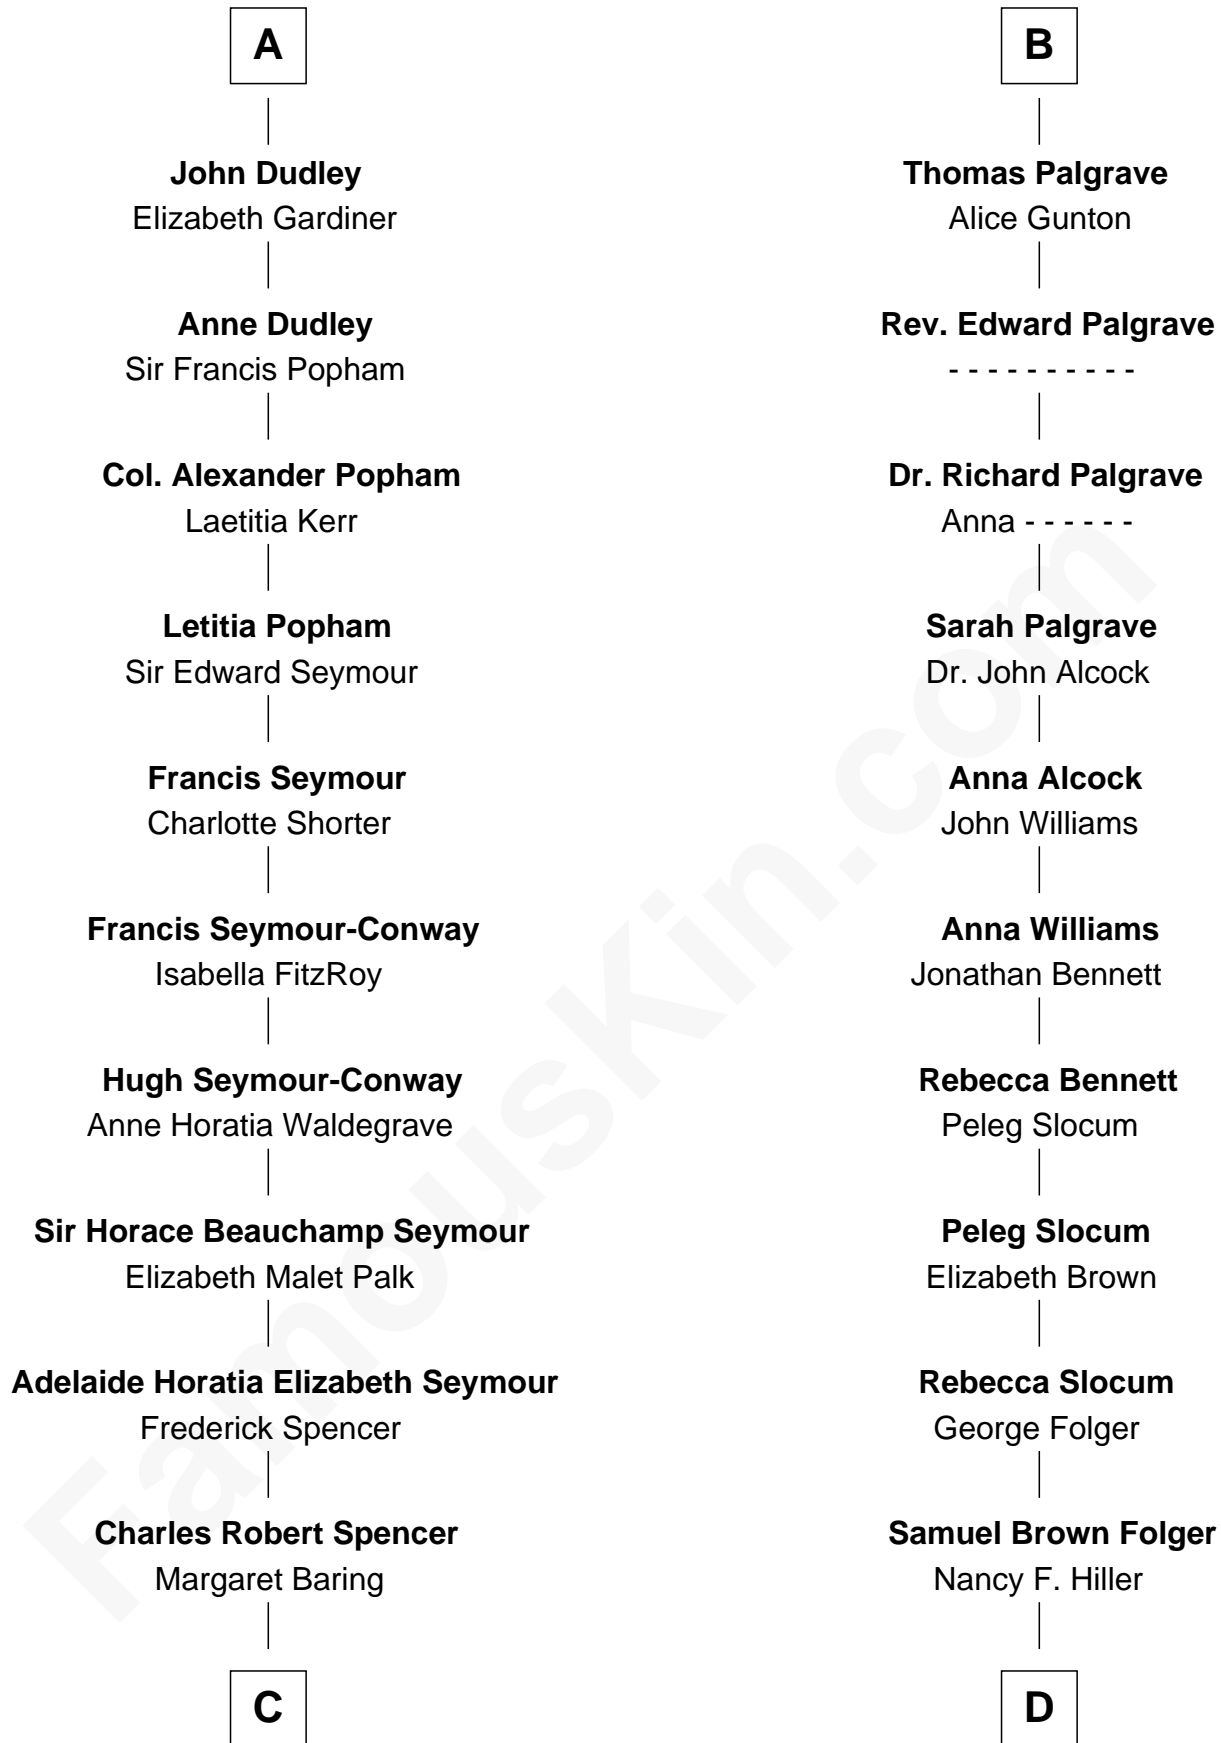 A
John Dudley
Elizabeth Gardiner
Anne Dudley
Sir Francis Popham
Col. Alexander Popham
Laetitia Kerr
Letitia Popham
Sir Edward Seymour
Francis Seymour
Charlotte Shorter
Francis Seymour-Conway
Isabella FitzRoy
Hugh Seymour-Conway
Anne Horatia Waldegrave
Sir Horace Beauchamp Seymour
Elizabeth Malet Palk
Adelaide Horatia Elizabeth Seymour
Frederick Spencer
Charles Robert Spencer
Margaret Baring
C
B
Thomas Palgrave
Alice Gunton
Rev. Edward Palgrave
- - - - - - - - - -
Dr. Richard Palgrave
Anna - - - - - -
Sarah Palgrave
Dr. John Alcock
Anna Alcock
John Williams
Anna Williams
Jonathan Bennett
Rebecca Bennett
Peleg Slocum
Peleg Slocum
Elizabeth Brown
Rebecca Slocum
George Folger
Samuel Brown Folger
Nancy F. Hiller
D
FamousKin.com